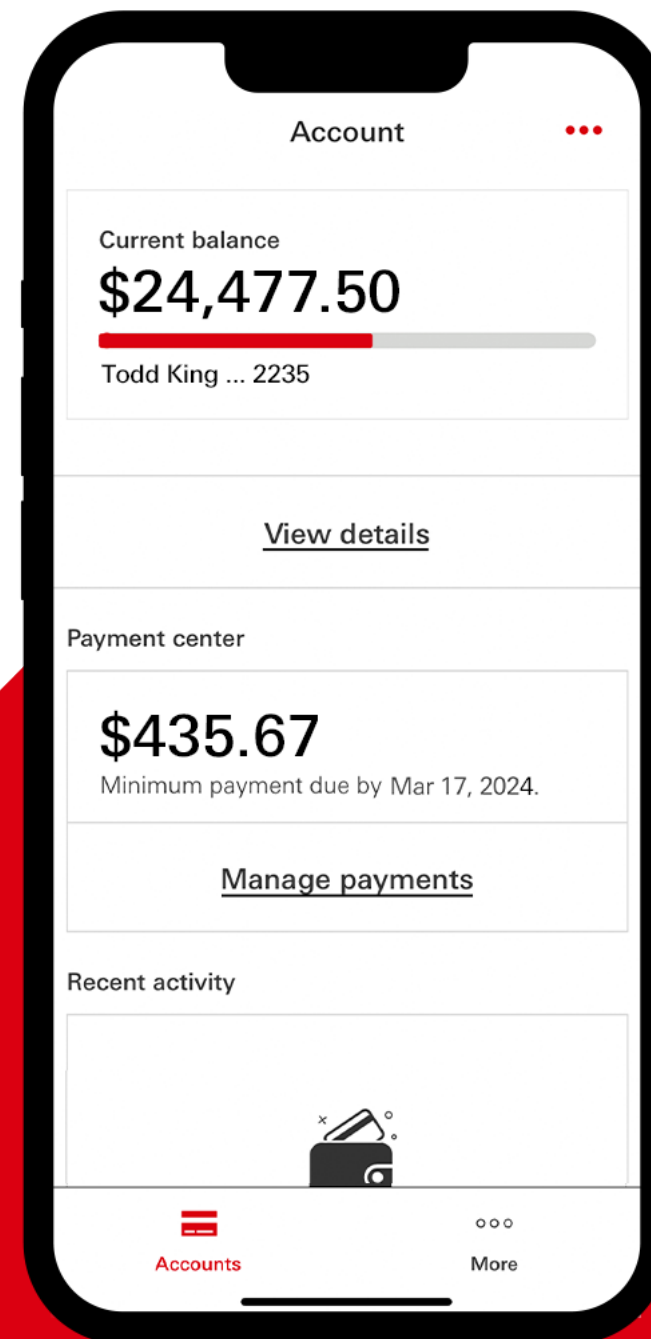 Account
Current balance
$24,477.50
Todd King ... 2235
View details
Payment center
$435.67
Minimum payment due by Mar 17, 2024.
Manage payments
Recent activity
Accounts
More